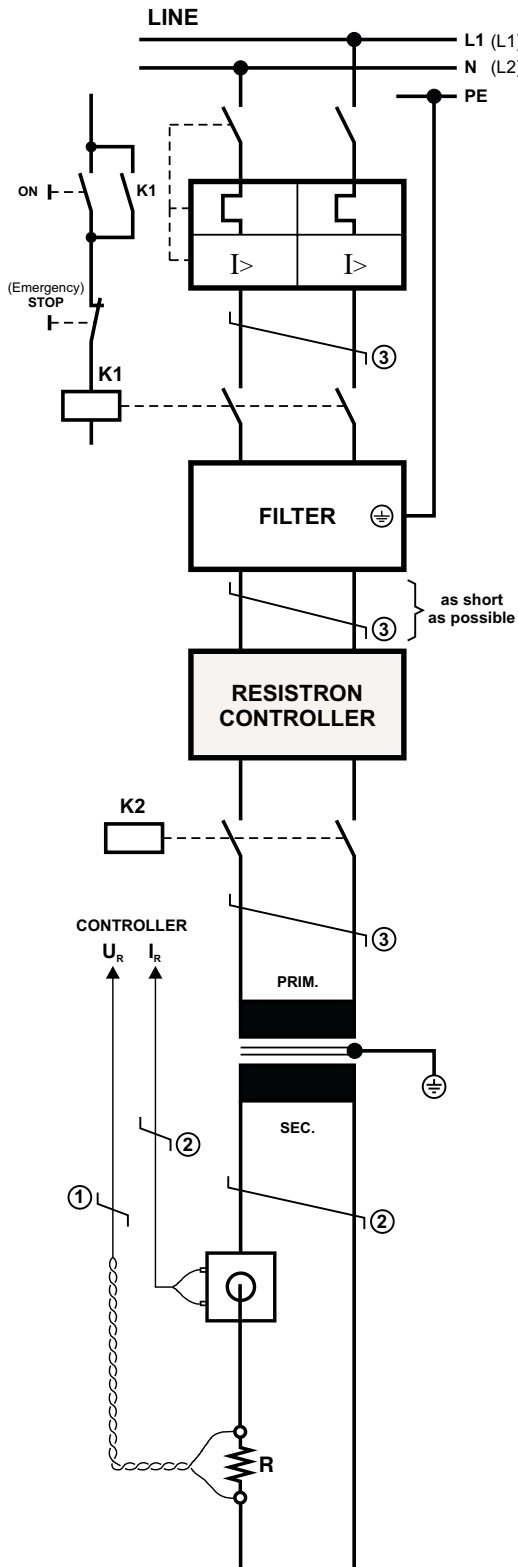 LINE
L1 (L1)
N (L2)
PE
ON
K1
I>
I>
(Emergency)
STOP
③
K1
FILTER
③
as short
as possible
RESISTRON
CONTROLLER
K2
③
CONTROLLER
UR IR
PRIM.
②
SEC.
①
②
R